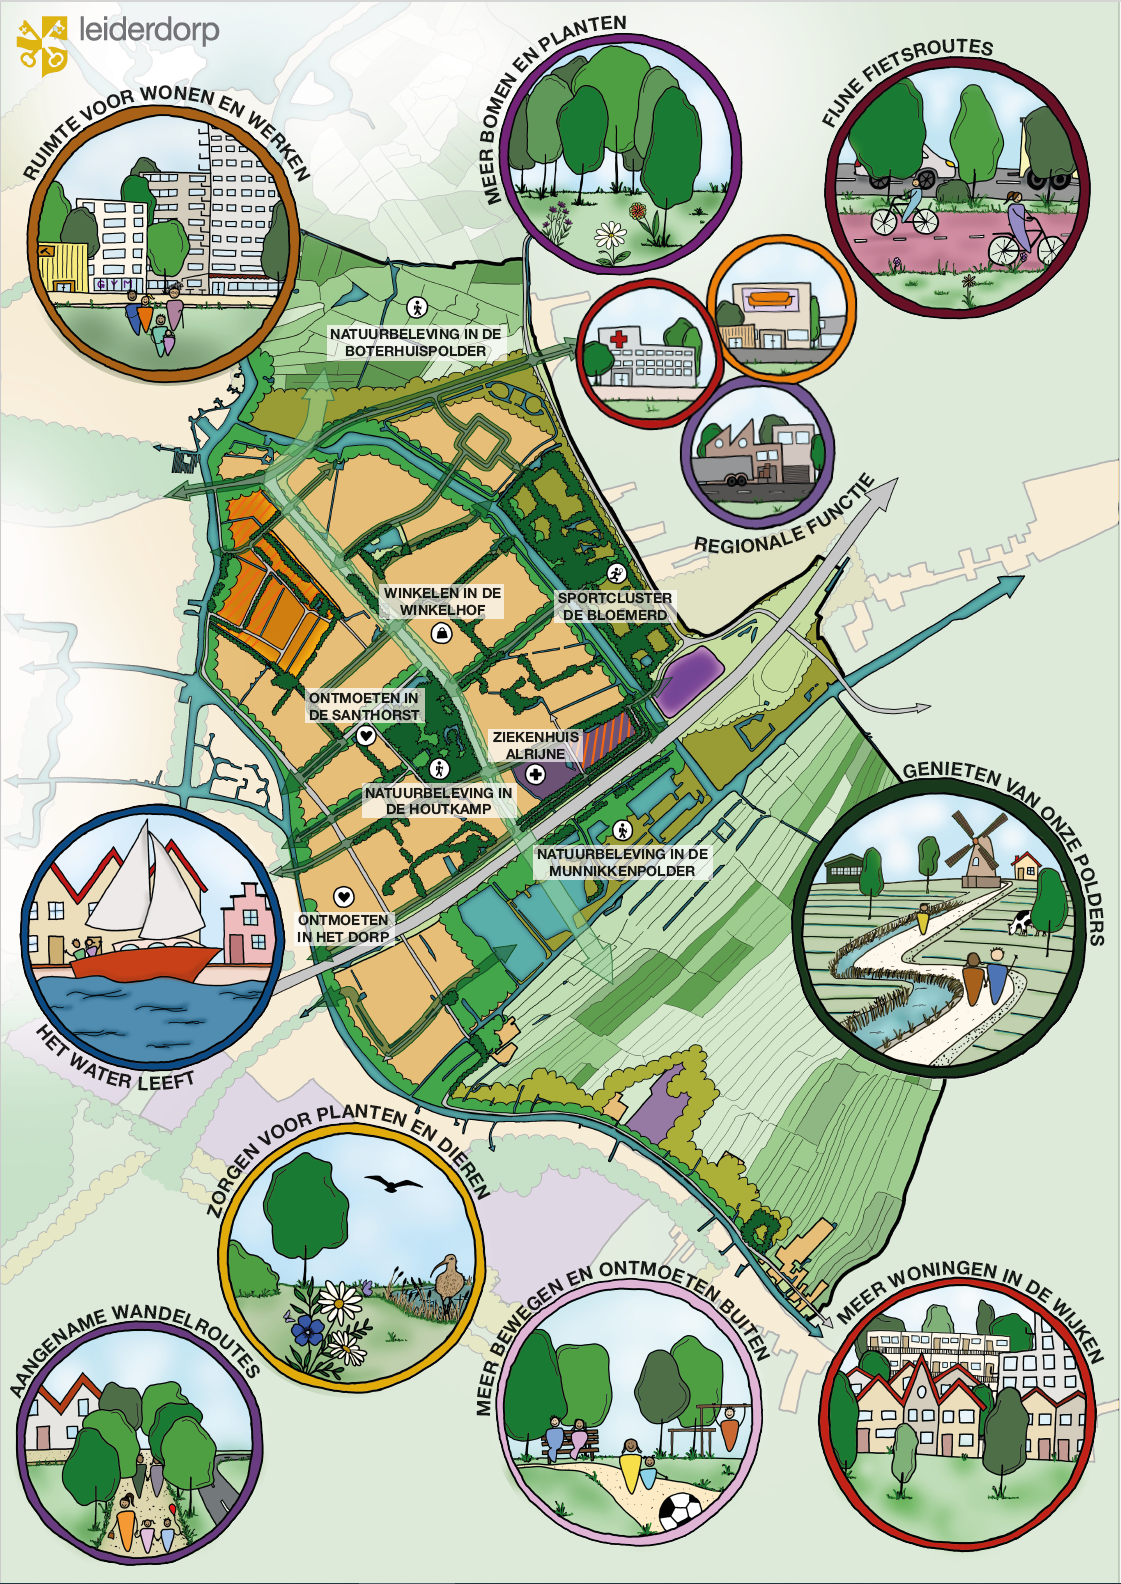 leiderdorp
RUIMTE VOOR WONEN EN WERKEN
MEER BOMEN EN PLANTEN
FIJNE FIETSROUTES
GYM
NATUURBELEVING IN DE
BOTERHUISPOLDER
REGIONALE FUNCTIE
WINKELEN IN DE
WINKELHOF
SPORTCLUSTER
DE BLOEMERD
ONTMOETEN IN
DE SANTHORST
ZIEKENHUIS
ALRIJNE
NATUURBELEVING IN
DE HOUTKAMP
NATUURBELEVING IN DE
MUNNIKKENPOLDER
ONTMOETEN
IN HET DORP
GENIETEN VAN ONZE POLDERS
HET WATER LEEFT
ZORGEN VOOR PLANTEN EN DIEREN
AANGENAME WANDELROUTES
MEER BEWEGEN EN ONTMOETEN BUITEN
MEER WONINGEN IN DE WIJKEN